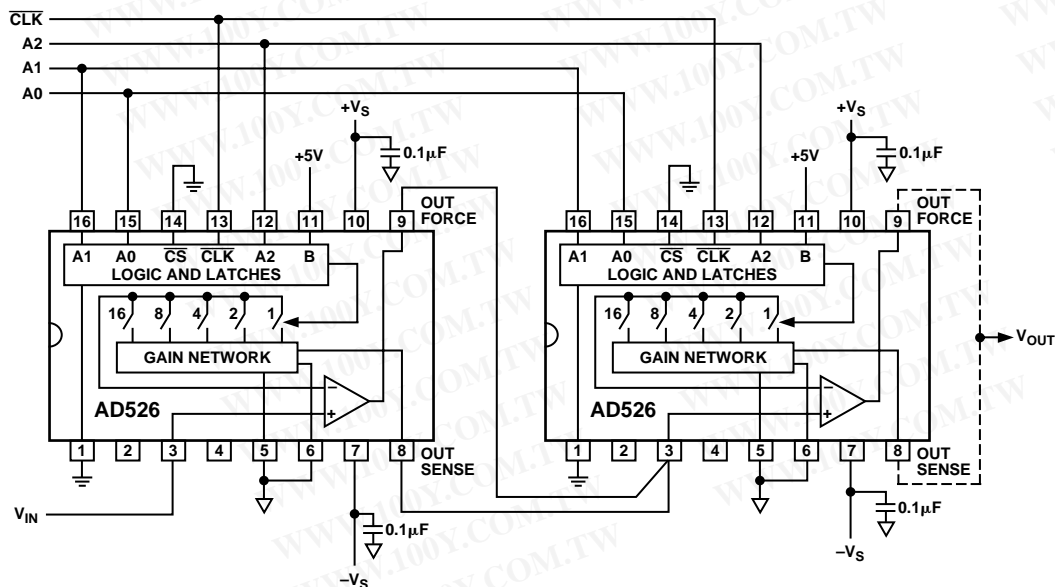 CLK
A2
A1
A0
+VS
0.1µF
+5V
OUT
FORCE
16 15 14 13 12 11 10 9
A1 A0 CS CLK A2 B
LOGIC AND LATCHES
16 8 4 2 1
GAIN NETWORK
AD526
−
+
1 2 3 4 5 6 7 8
OUT
SENSE
VIN
0.1µF
−VS
+VS
0.1µF
+5V
OUT
FORCE
16 15 14 13 12 11 10 9
A1 A0 CS CLK A2 B
LOGIC AND LATCHES
16 8 4 2 1
GAIN NETWORK
AD526
−
+
1 2 3 4 5 6 7 8
OUT
SENSE
VOUT
0.1µF
−VS
WWW.100Y.COM.TW